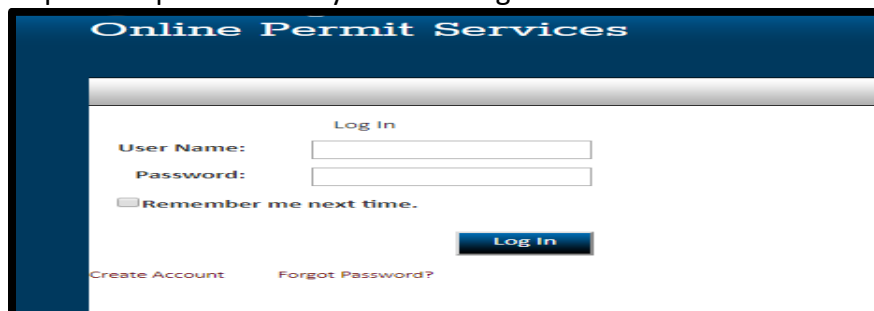 Online Permit Services
Log In
User Name:
Password:
Remember me next time.
Log In
Create Account Forgot Password?